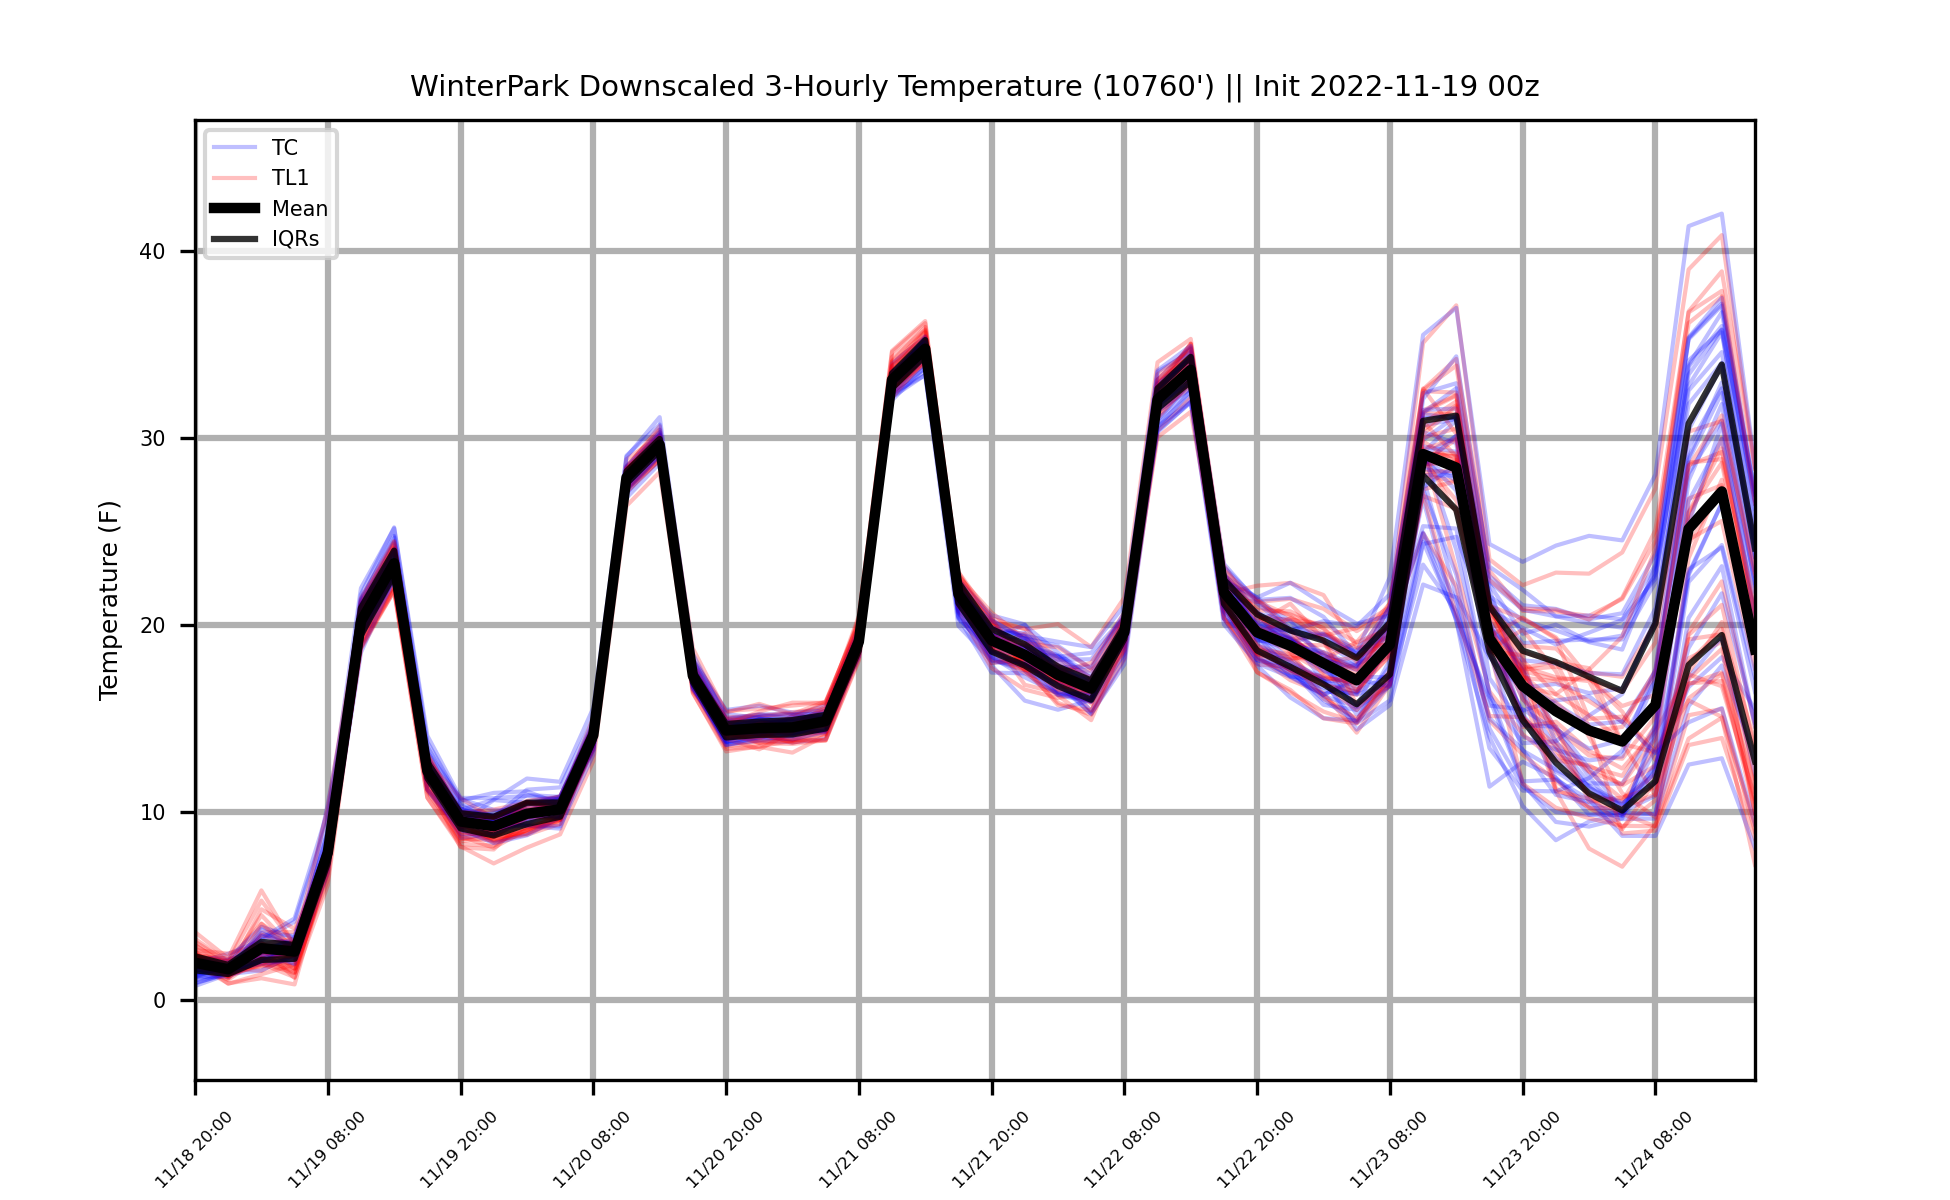 WinterPark Downscaled 3-Hourly Temperature (10760') || Init 2022-11-19 00z
TC
TL1
Mean
IQRs
Temperature (F)
40
30
20
10
0
11/18 20:00
11/19 08:00
11/19 20:00
11/20 08:00
11/20 20:00
11/21 08:00
11/21 20:00
11/22 08:00
11/22 20:00
11/23 08:00
11/23 20:00
11/24 08:00